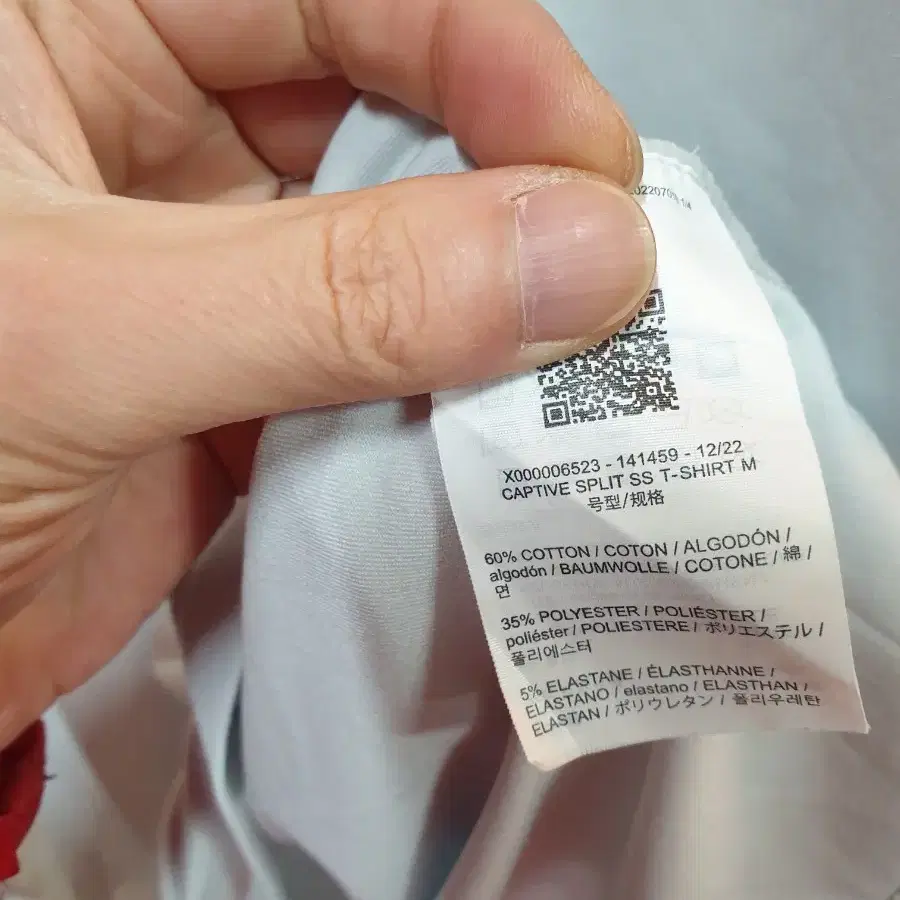 X000006523 - 141459 - 12/22
CAPTIVE SPLIT SS T-SHIRT M
号型/规格
60% COTTON / COTON / ALGODÓN /
algodón / BAUMWOLLE / COTONE / 綿 /
면
35% POLYESTER / POLIÉSTER /
poliéster / POLIESTERE / ポリエステル /
폴리에스터
5% ELASTANE / ÉLASTHANNE /
ELASTANO / elastano / ELASTHAN /
ELASTAN / ポリウレタン / 폴리우레탄